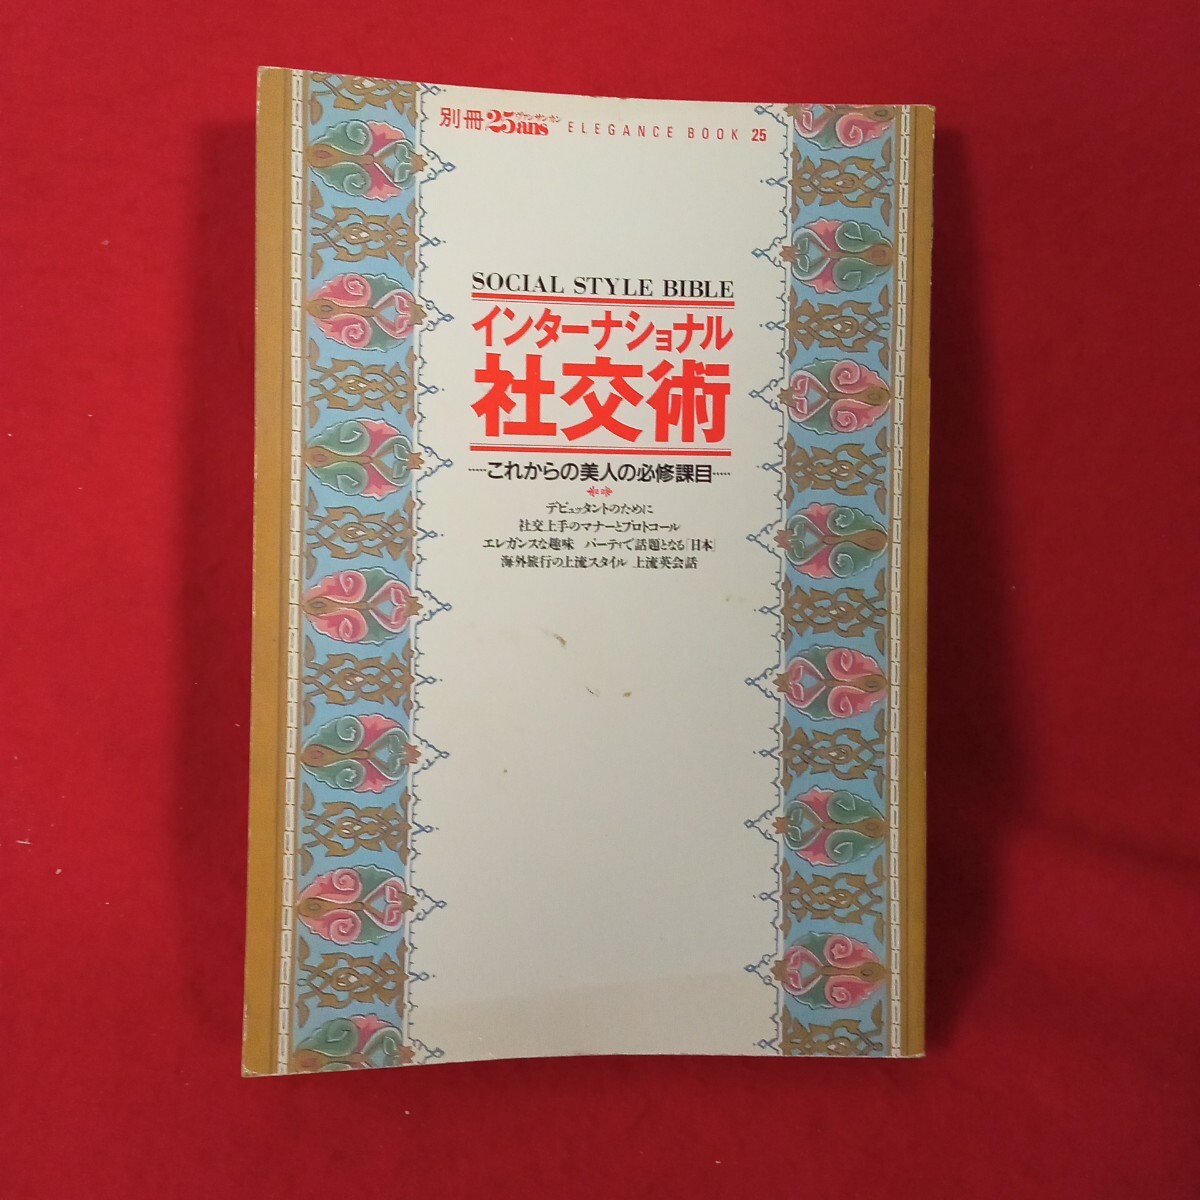 別冊25ansヴァンサンカン ELEGANCE BOOK 25
SOCIAL STYLE BIBLE
インターナショナル
社交術
……これからの美人の必修課目……
デビュッタントのために
社交上手のマナーとプロトコール
エレガンスな趣味 パーティで話題となる「日本」
海外旅行の上流スタイル 上流英会話